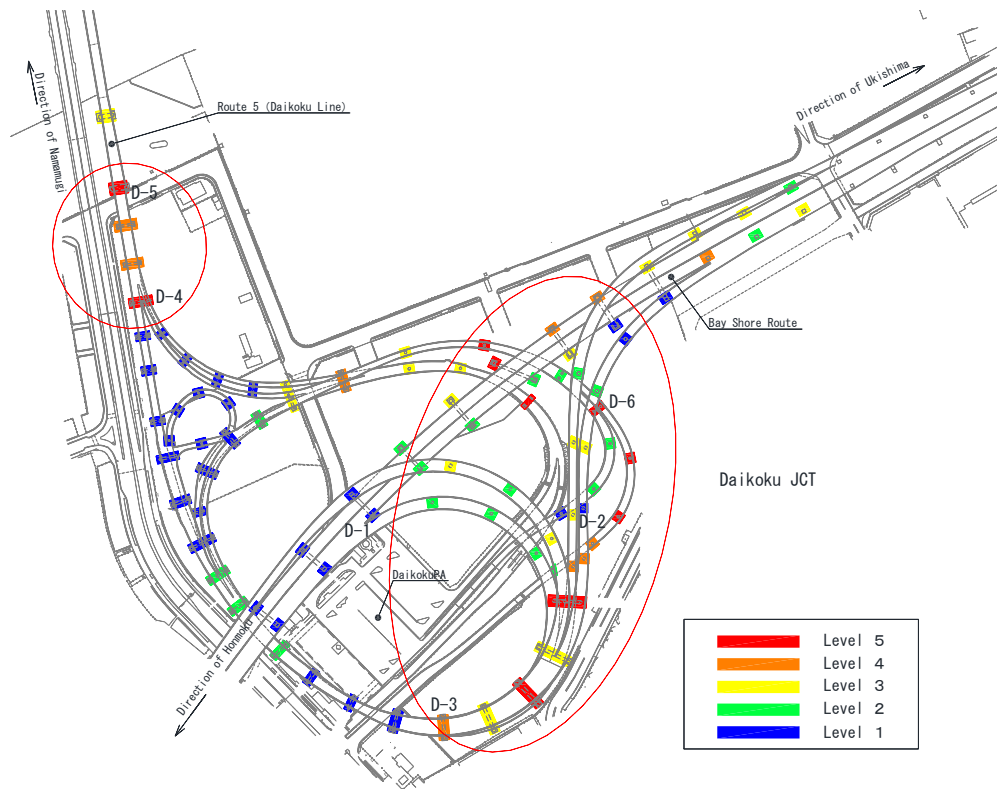 Direction of Ukishima
Direction of Namamugi
Route 5 (Daikoku Line)
D-5
D-4
Bay Shore Route
D-6
Daikoku JCT
D-1
D-2
DaikokuPA
Direction of Honmoku
D-3
Level 5
Level 4
Level 3
Level 2
Level 1